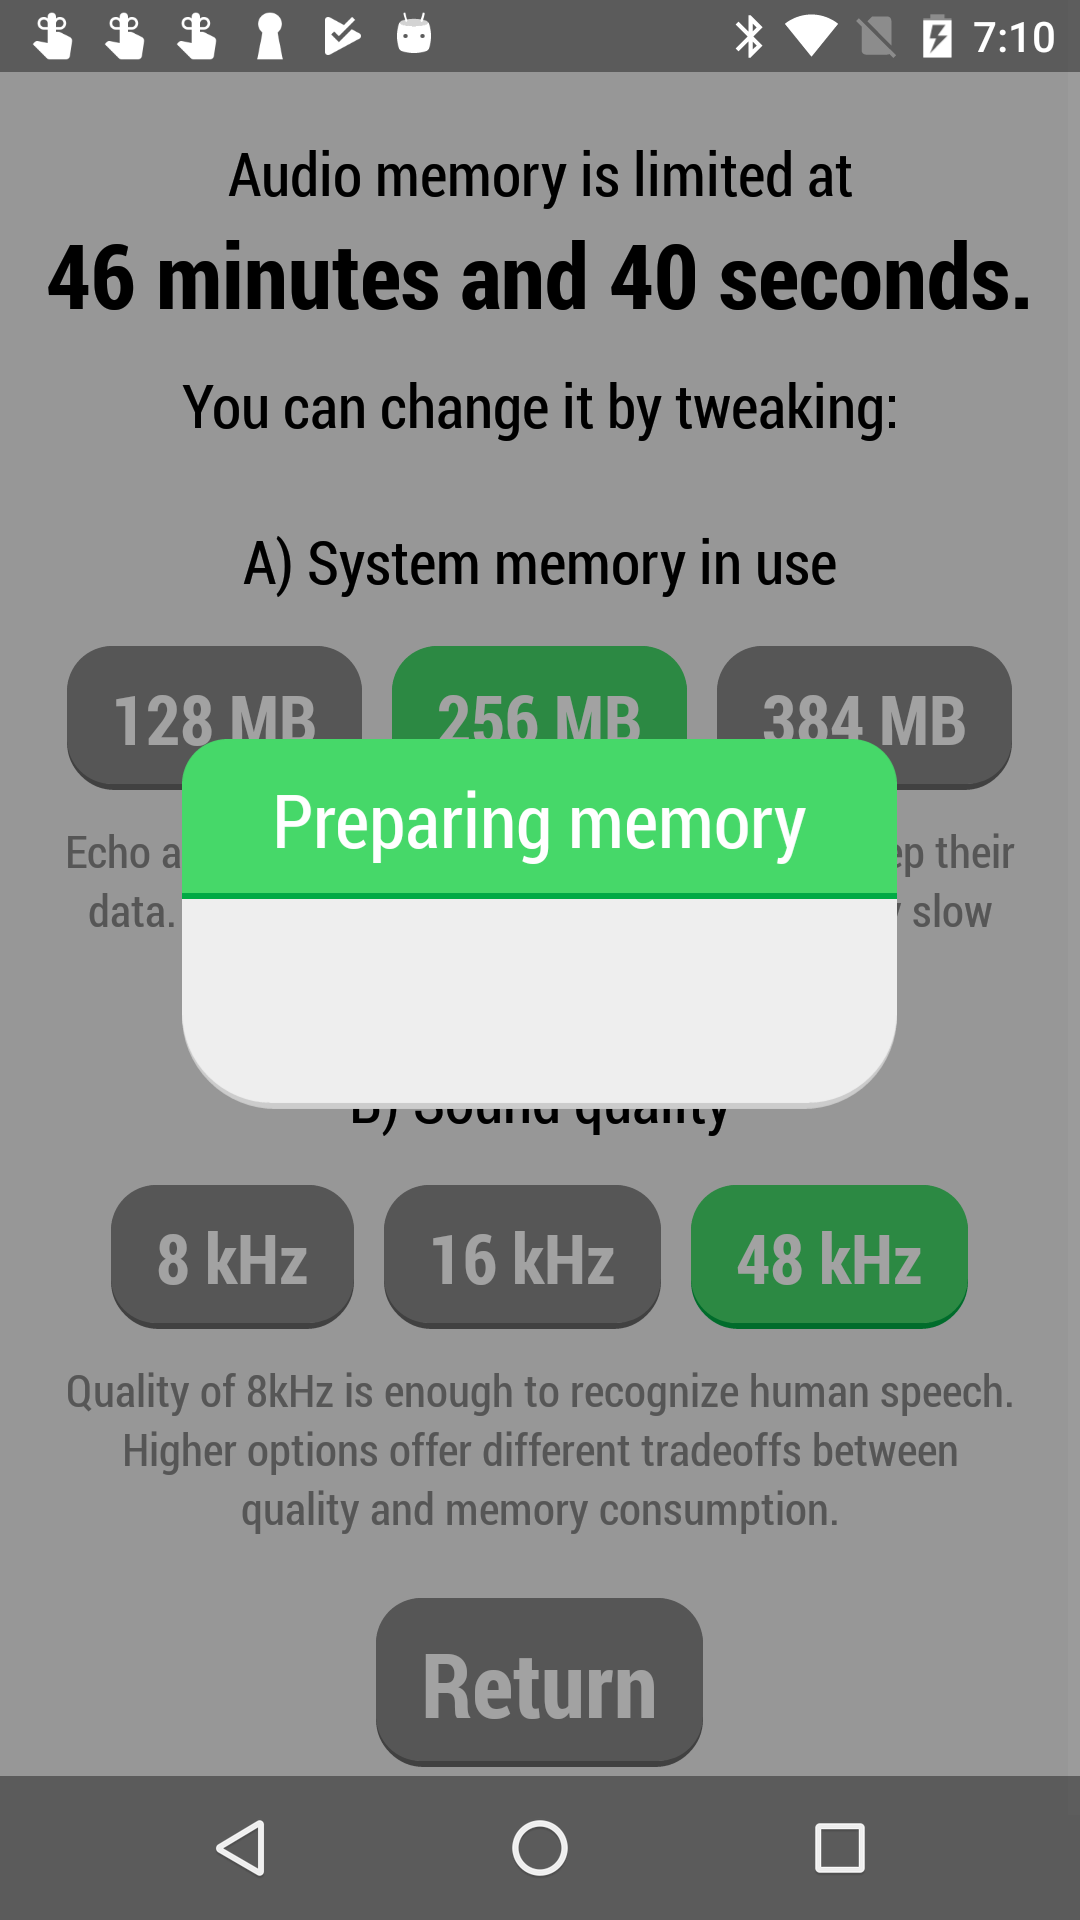 7:10
Audio memory is limited at
46 minutes and 40 seconds.
You can change it by tweaking:
A) System memory in use
128 MB 256 MB 384 MB
Preparing memory
Echo a ep their
data. slow
B) Sound quality
8 kHz 16 kHz 48 kHz
Quality of 8kHz is enough to recognize human speech.
Higher options offer different tradeoffs between
quality and memory consumption.
Return